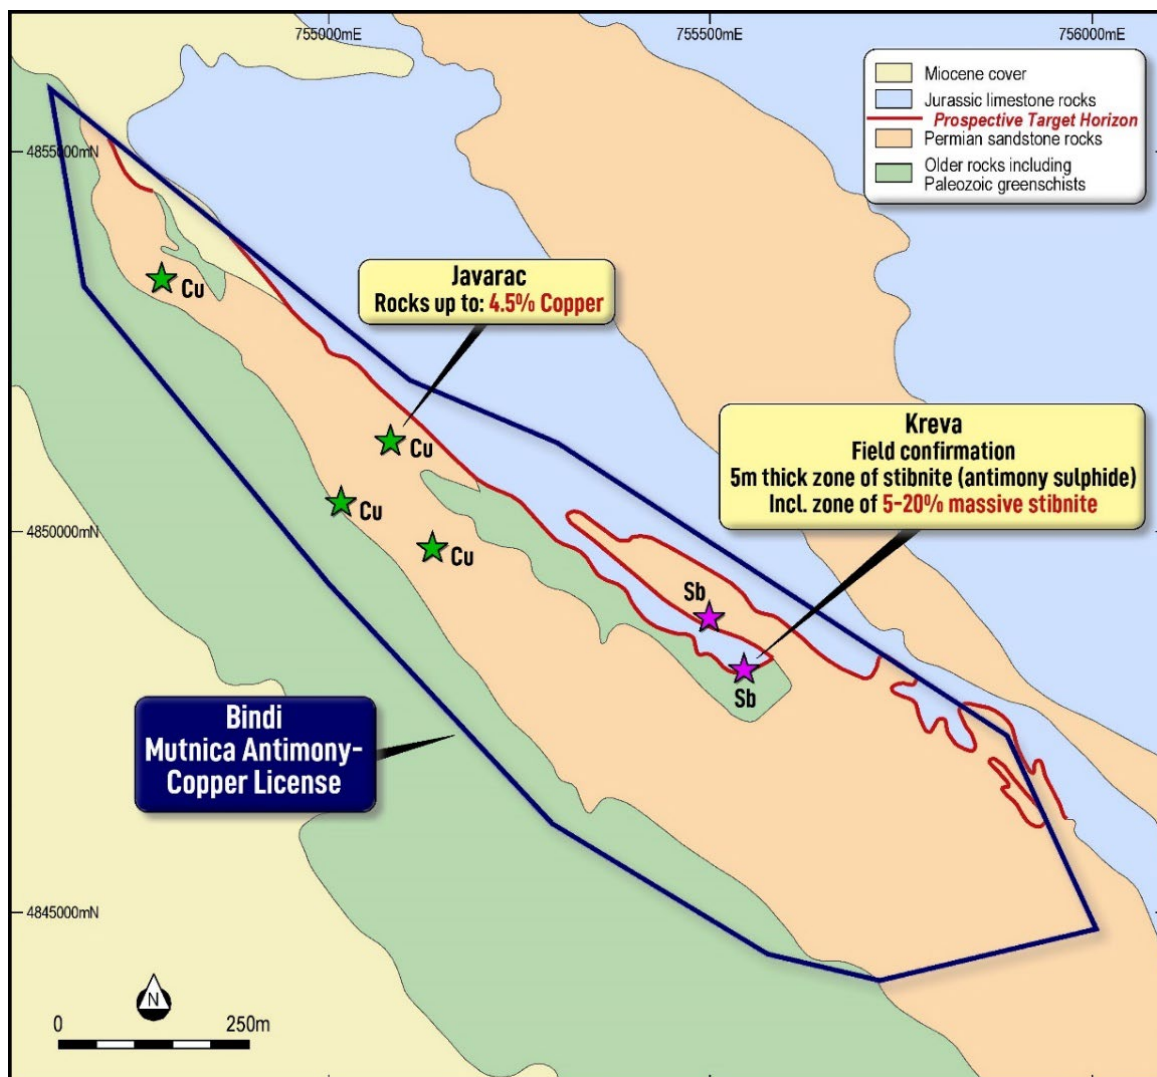 755000mE
755500mE
756000mE
Miocene cover
Jurassic limestone rocks
Prospective Target Horizon
Permian sandstone rocks
Older rocks including
Paleozoic greenschists
4855000mN
Javarac
Rocks up to: 4.5% Copper
Cu
Cu
Cu
Cu
Kreva
Field confirmation
5m thick zone of stibnite (antimony sulphide)
Incl. zone of 5-20% massive stibnite
4850000mN
Sb
Sb
Bindi
Mutnica Antimony-
Copper License
4845000mN
N
0 250m